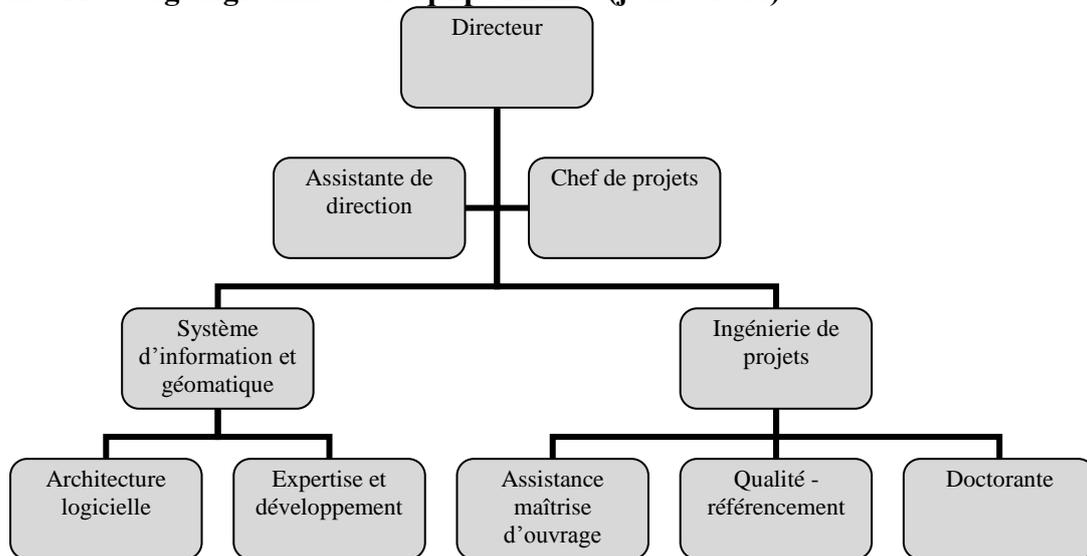 Directeur
Assistante de
direction
Chef de projets
Système
d’information et
géomatique
Ingénierie de
projets
Architecture
logicielle
Expertise et
développement
Assistance
maîtrise
d’ouvrage
Qualité -
référencement
Doctorante